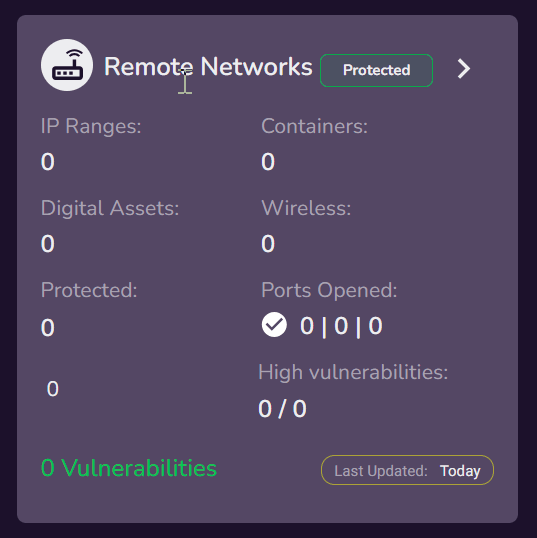 Remote Networks Protected
IP Ranges: Containers:
0 0
Digital Assets: Wireless:
0 0
Protected: Ports Opened:
0 0 | 0 | 0
High vulnerabilities:
0 0 / 0
0 Vulnerabilities Last Updated: Today